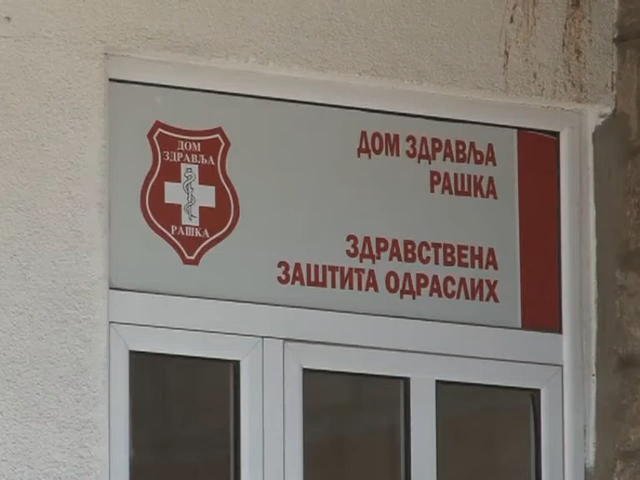 ДОМ
ЗДРАВЉА
РАШКА
ДОМ ЗДРАВЉА
РАШКА
ЗДРАВСТВЕНА
ЗАШТИТА ОДРАСЛИХ